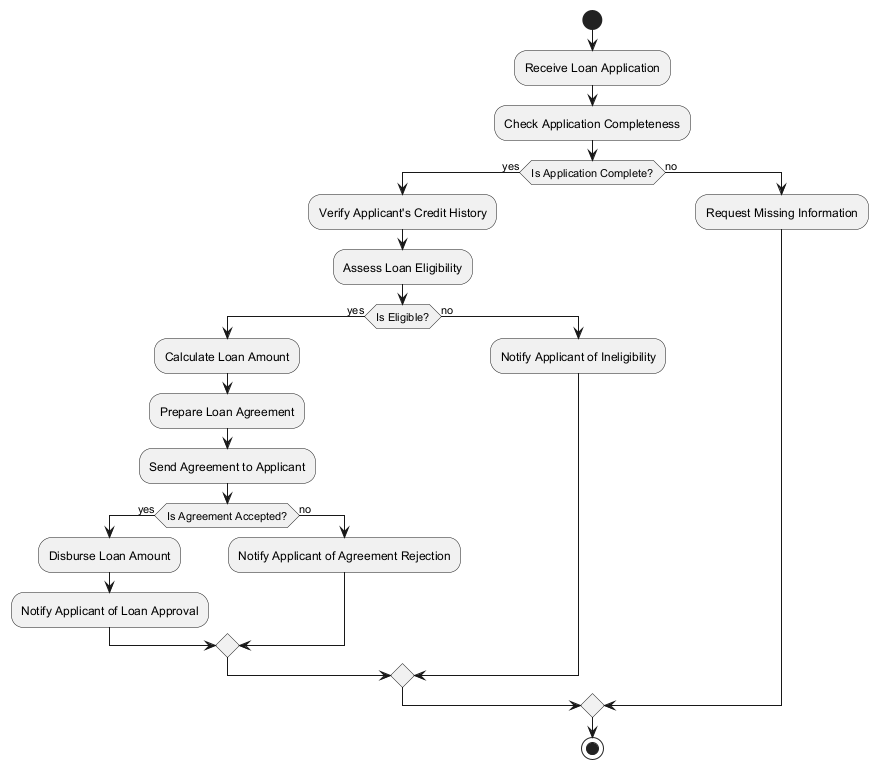 Receive Loan Application
Check Application Completeness
yes
Is Application Complete?
no
Verify Applicant's Credit History
Request Missing Information
Assess Loan Eligibility
yes
Is Eligible?
no
Calculate Loan Amount
Notify Applicant of Ineligibility
Prepare Loan Agreement
Send Agreement to Applicant
yes
Is Agreement Accepted?
no
Disburse Loan Amount
Notify Applicant of Agreement Rejection
Notify Applicant of Loan Approval